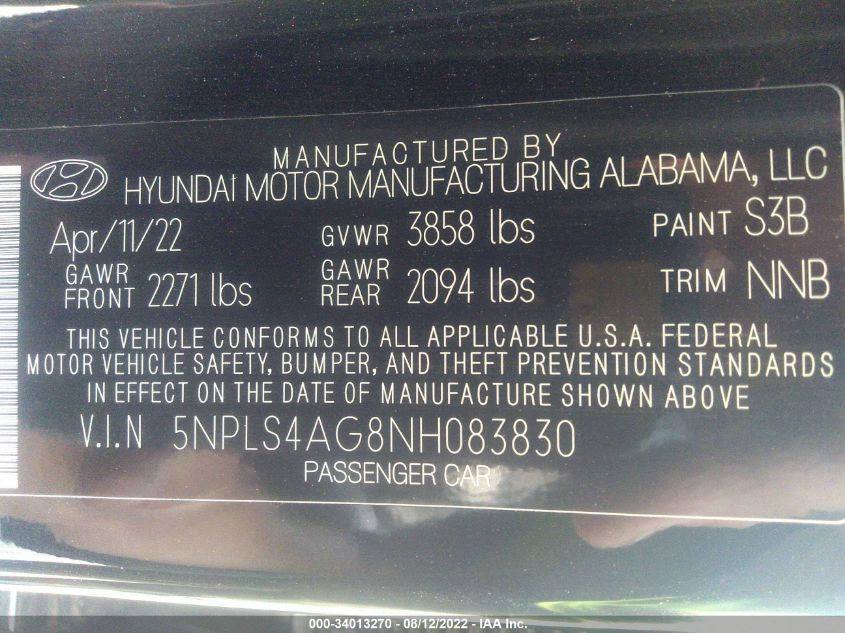 MANUFACTURED BY
HYUNDAI MOTOR MANUFACTURING ALABAMA, LLC
Apr/11/22 GVWR 3858 lbs PAINT S3B
GAWR FRONT 2271 lbs GAWR REAR 2094 lbs TRIM NNB
THIS VEHICLE CONFORMS TO ALL APPLICABLE U.S.A. FEDERAL
MOTOR VEHICLE SAFETY, BUMPER, AND THEFT PREVENTION STANDARDS
IN EFFECT ON THE DATE OF MANUFACTURE SHOWN ABOVE
V.I.N 5NPLS4AG8NH083830
PASSENGER CAR
000-34013270 - 08/12/2022 - IAA Inc.